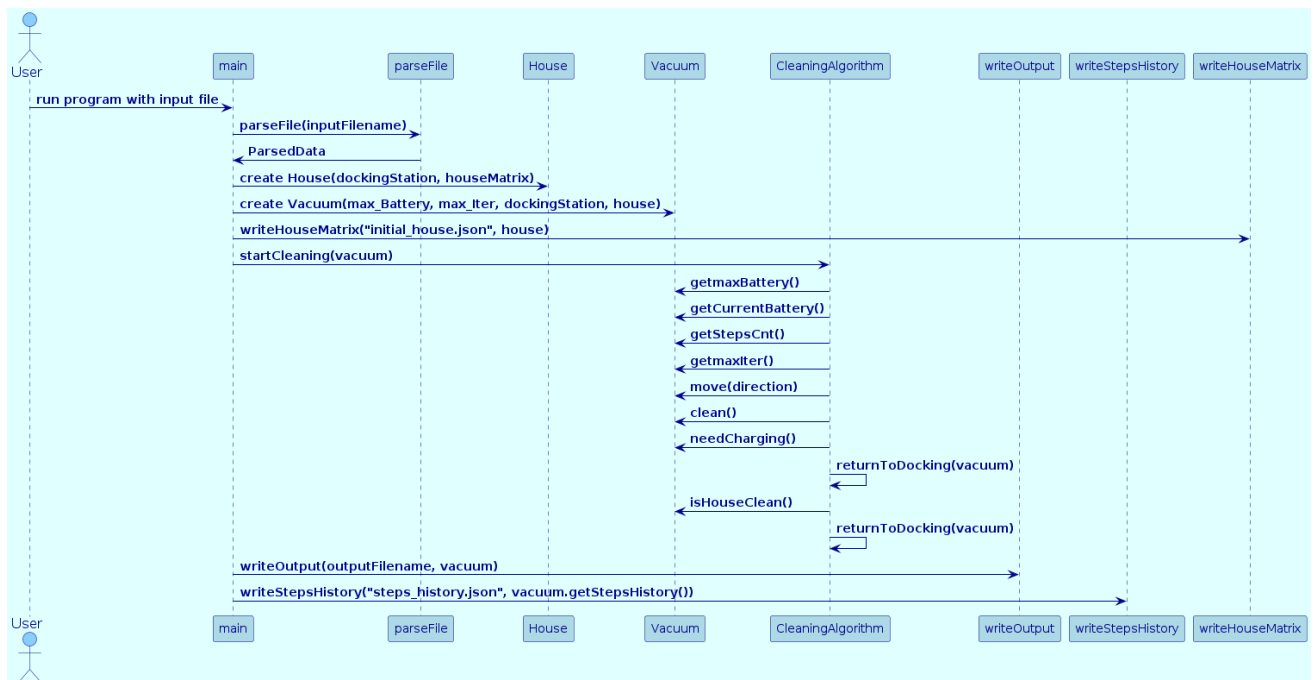 User
main
parseFile
House
Vacuum
CleaningAlgorithm
writeOutput
writeStepsHistory
writeHouseMatrix
run program with input file
parseFile(inputFilename)
ParsedData
create House(dockingStation, houseMatrix)
create Vacuum(max_Battery, max_Iter, dockingStation, house)
writeHouseMatrix("initial_house.json", house)
startCleaning(vacuum)
getmaxBattery()
getCurrentBattery()
getStepsCnt()
getmaxIter()
move(direction)
clean()
needCharging()
returnToDocking(vacuum)
isHouseClean()
returnToDocking(vacuum)
writeOutput(outputFilename, vacuum)
writeStepsHistory("steps_history.json", vacuum.getStepsHistory())
User
main
parseFile
House
Vacuum
CleaningAlgorithm
writeOutput
writeStepsHistory
writeHouseMatrix